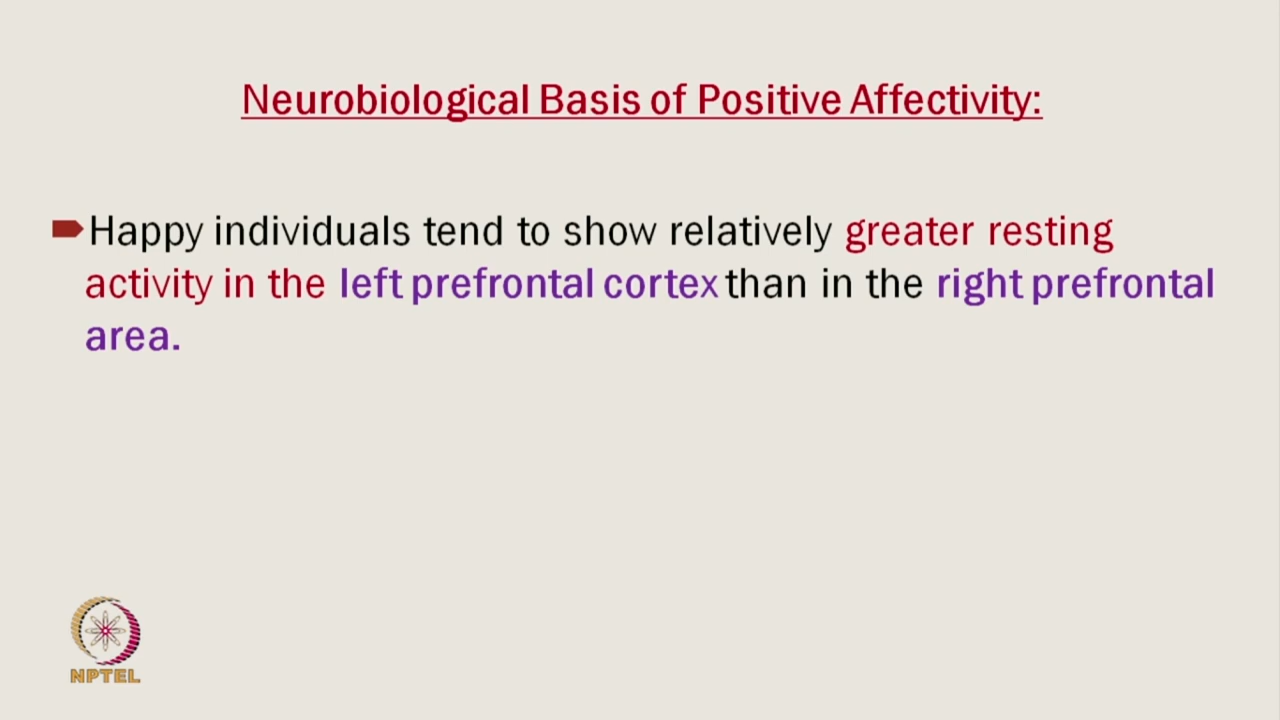 Neurobiological Basis of Positive Affectivity:
Happy individuals tend to show relatively greater resting
activity in the left prefrontal cortex than in the right prefrontal
area.
NPTEL